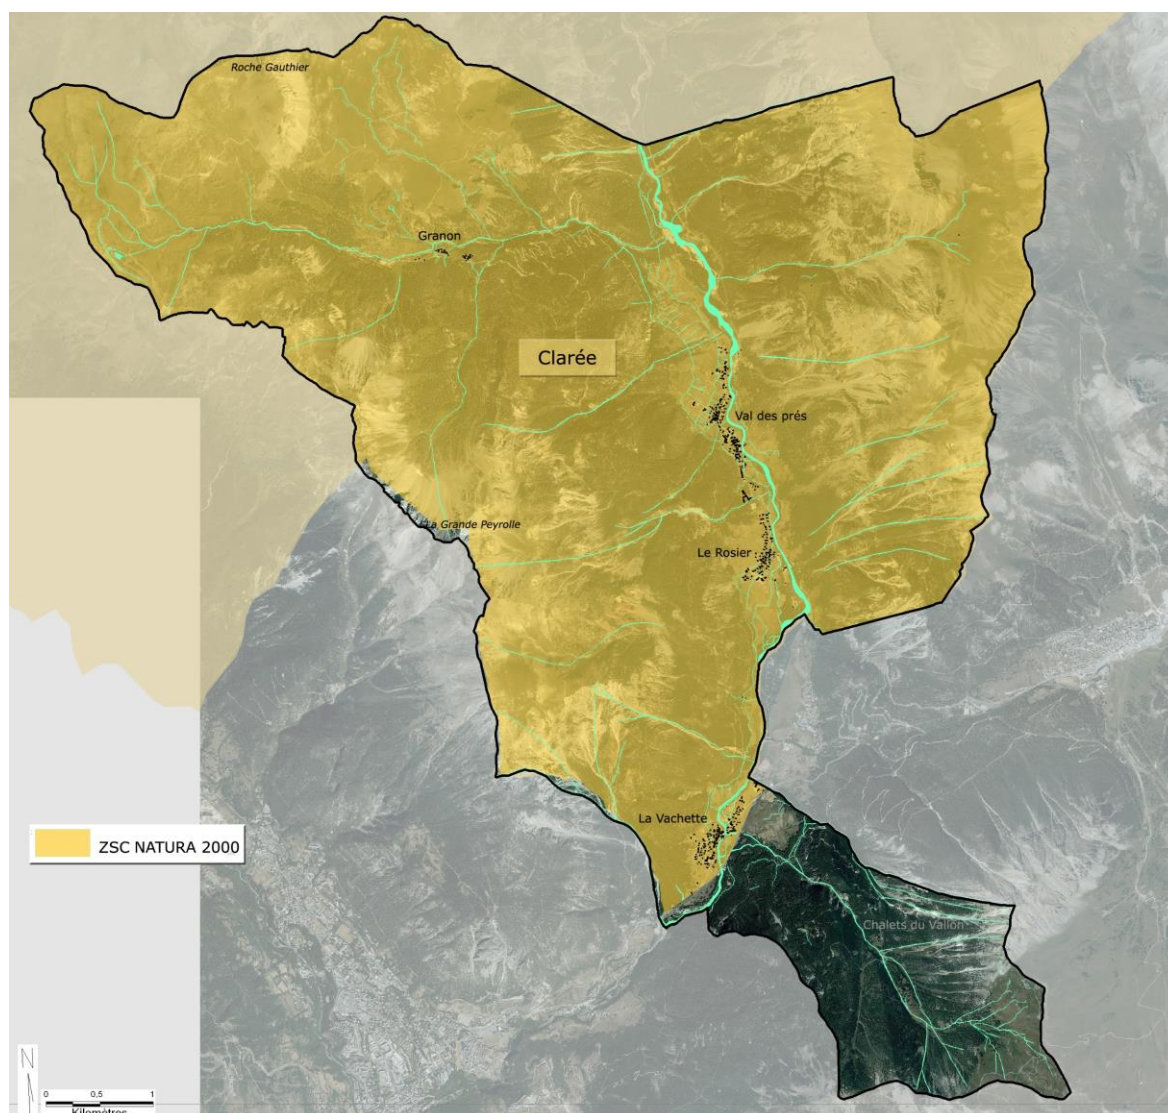 Roche Gauthier
Granon
Clarée
Val des prés
La Grande Peyrolle
Le Rosier
La Vachette
ZSC NATURA 2000
Chalets du Vallon
N
0 0,5 1
Kilomètres